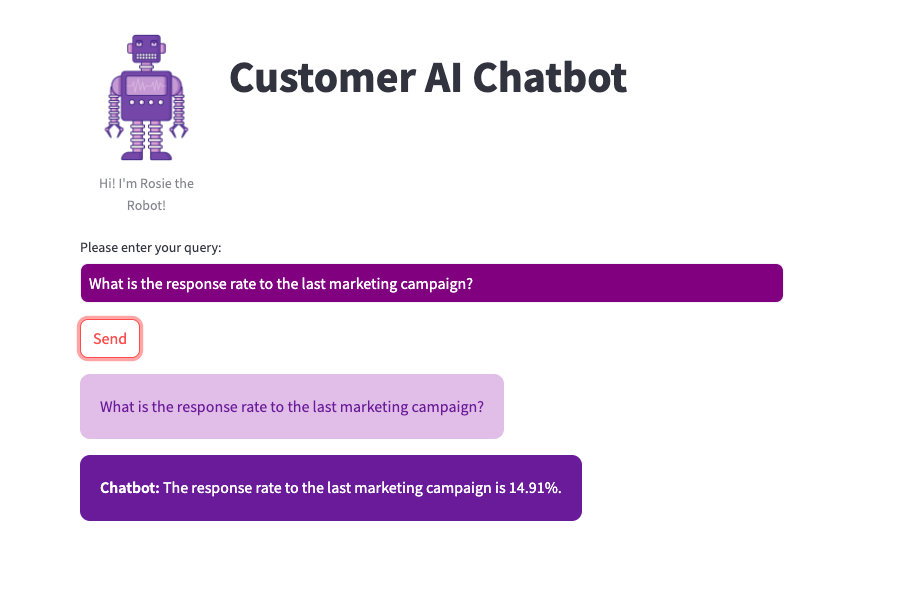 Customer AI Chatbot
Hi! I'm Rosie the
Robot!
Please enter your query:
What is the response rate to the last marketing campaign?
Send
What is the response rate to the last marketing campaign?
Chatbot: The response rate to the last marketing campaign is 14.91%.